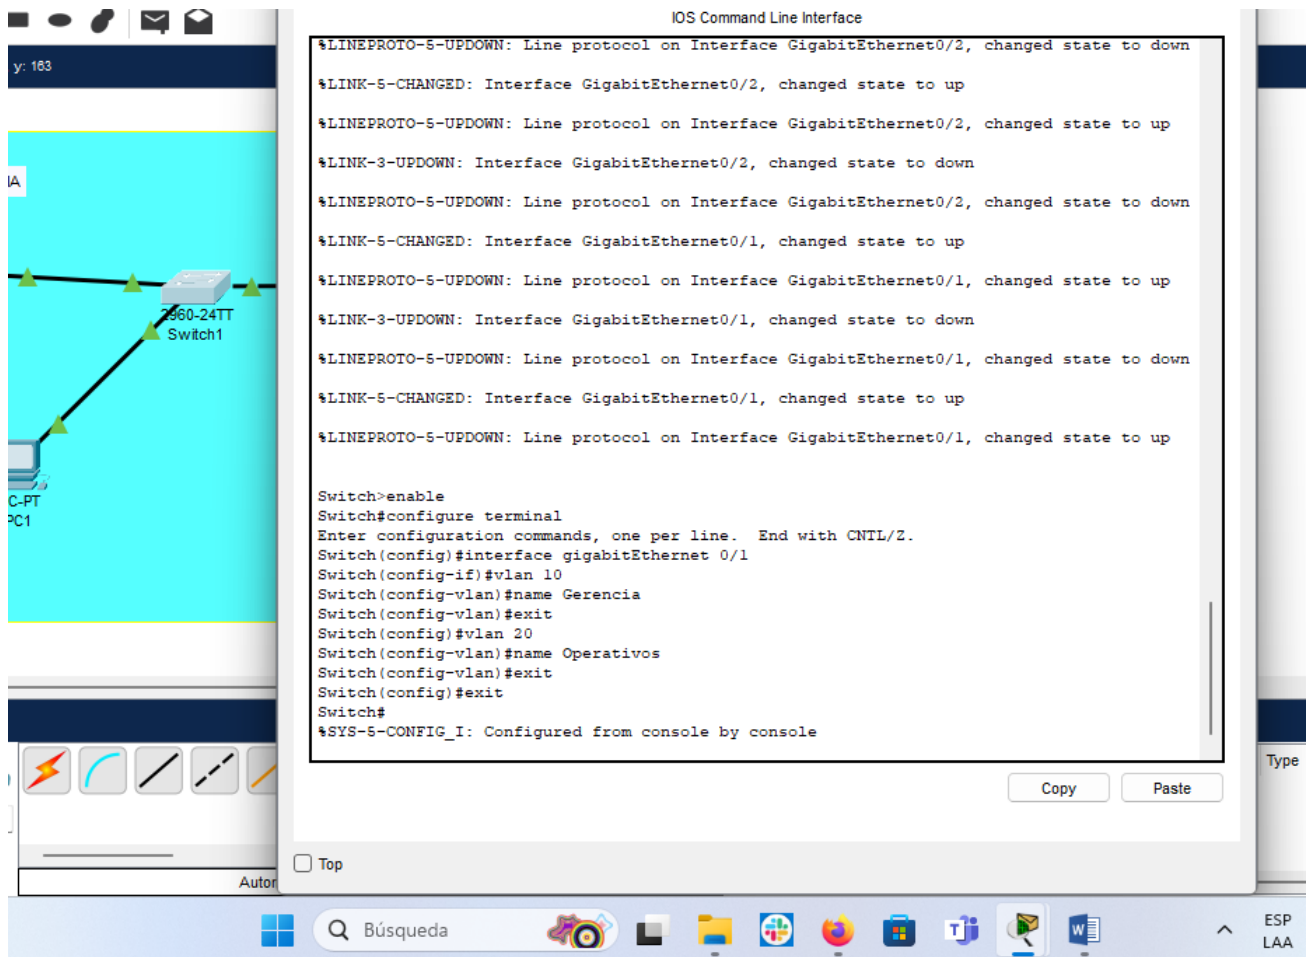 IOS Command Line Interface
y: 163
%LINEPROTO-5-UPDOWN: Line protocol on Interface GigabitEthernet0/2, changed state to down
%LINK-5-CHANGED: Interface GigabitEthernet0/2, changed state to up
%LINEPROTO-5-UPDOWN: Line protocol on Interface GigabitEthernet0/2, changed state to up
%LINK-3-UPDOWN: Interface GigabitEthernet0/2, changed state to down
IA
%LINEPROTO-5-UPDOWN: Line protocol on Interface GigabitEthernet0/2, changed state to down
%LINK-5-CHANGED: Interface GigabitEthernet0/1, changed state to up
%LINEPROTO-5-UPDOWN: Line protocol on Interface GigabitEthernet0/1, changed state to up
2960-24TT
Switch1
%LINK-3-UPDOWN: Interface GigabitEthernet0/1, changed state to down
%LINEPROTO-5-UPDOWN: Line protocol on Interface GigabitEthernet0/1, changed state to down
%LINK-5-CHANGED: Interface GigabitEthernet0/1, changed state to up
%LINEPROTO-5-UPDOWN: Line protocol on Interface GigabitEthernet0/1, changed state to up
C-PT
PC1
Switch>enable
Switch#configure terminal
Enter configuration commands, one per line.  End with CNTL/Z.
Switch(config)#interface gigabitEthernet 0/1
Switch(config-if)#vlan 10
Switch(config-vlan)#name Gerencia
Switch(config-vlan)#exit
Switch(config)#vlan 20
Switch(config-vlan)#name Operativos
Switch(config-vlan)#exit
Switch(config)#exit
Switch#
%SYS-5-CONFIG_I: Configured from console by console
Type
Copy
Paste
Top
Autor
Búsqueda
ESP
LAA